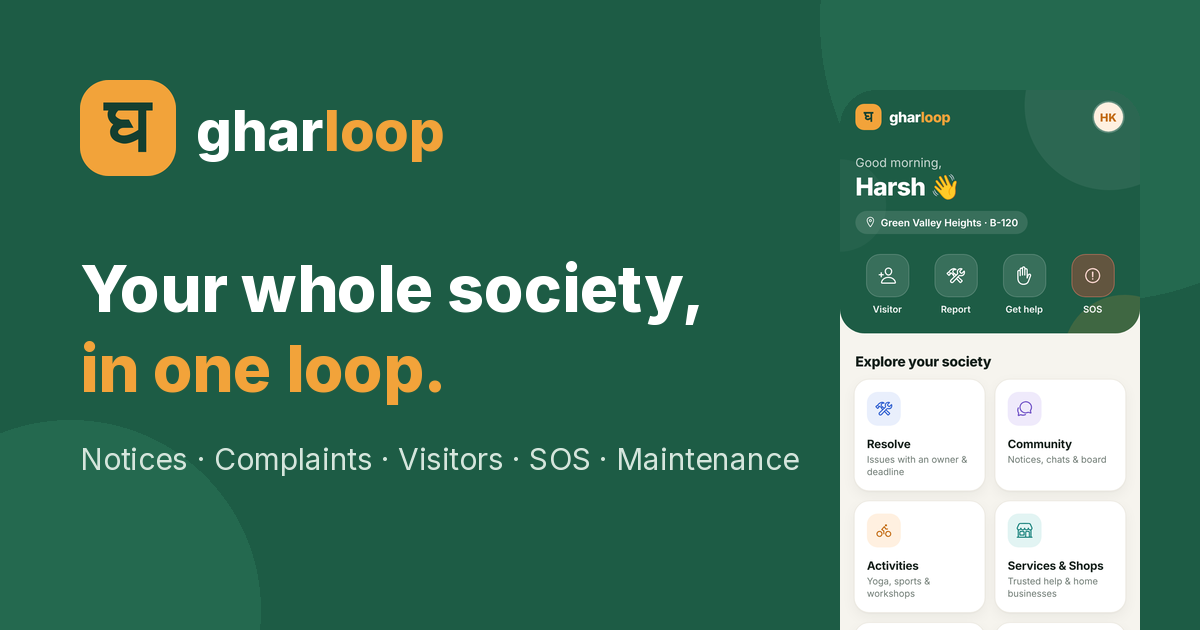 घ gharloop
Your whole society,
in one loop.
Notices · Complaints · Visitors · SOS · Maintenance
घ gharloop
HK
Good morning,
Harsh 👋
Green Valley Heights · B-120
Visitor
Report
Get help
SOS
Explore your society
Resolve
Issues with an owner &
deadline
Community
Notices, chats & board
Activities
Yoga, sports &
workshops
Services & Shops
Trusted help & home
businesses